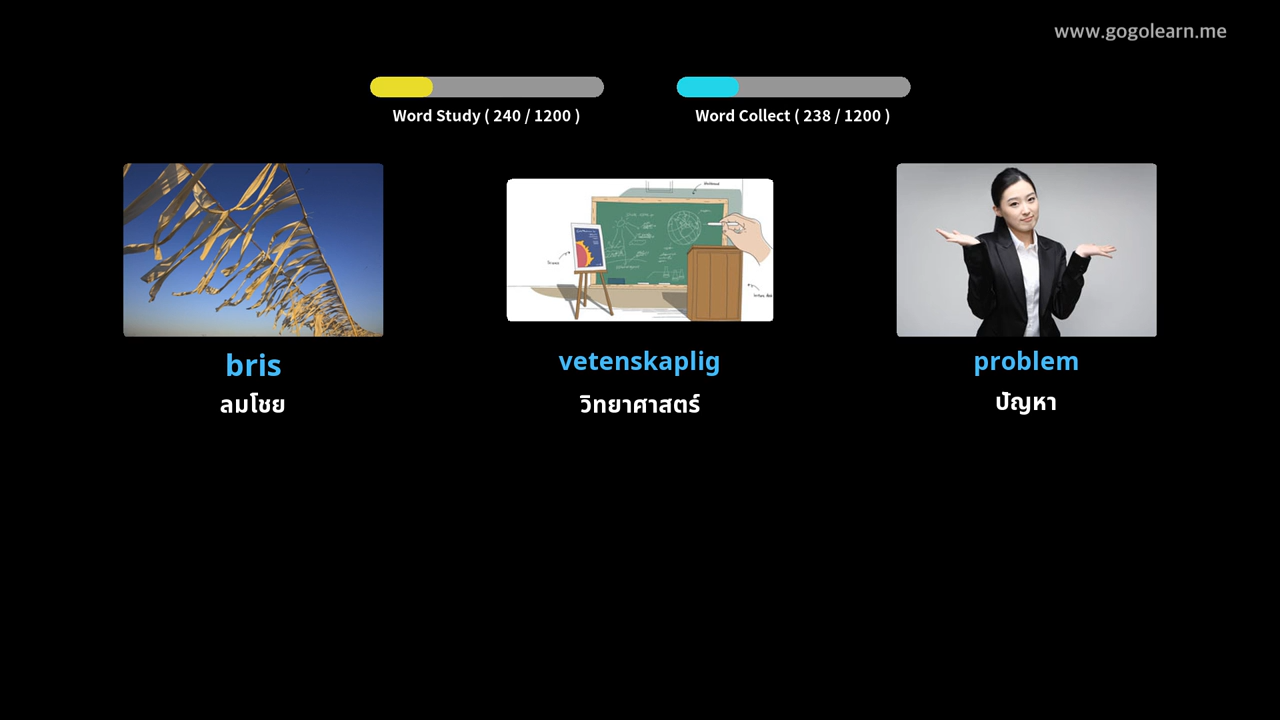 www.gogolearn.me
Word Study ( 240 / 1200 )
Word Collect ( 238 / 1200 )
bris
vetenskaplig
problem
ลมโชย
วิทยาศาสตร์
ปัญหา